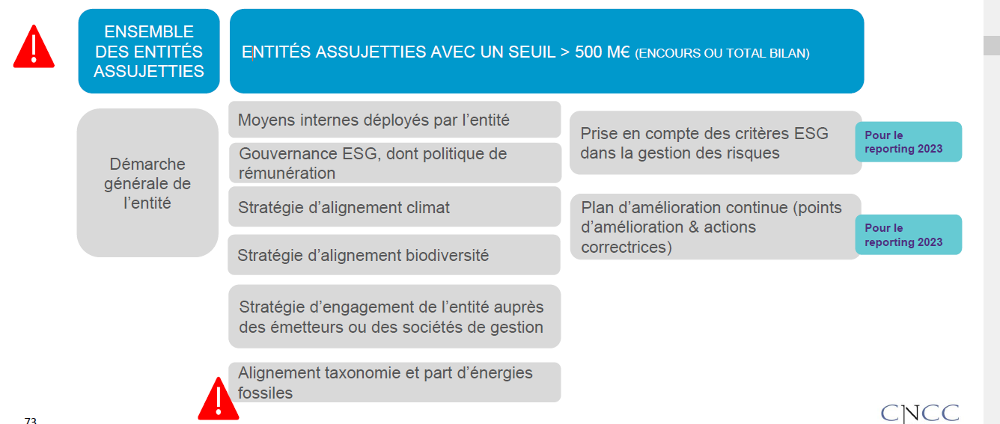 ENSEMBLE
DES ENTITÉS
ASSUJETTIES
ENTITÉS ASSUJETTIES AVEC UN SEUIL > 500 M€ (ENCOURS OU TOTAL BILAN)
Démarche
générale de
l’entité
Moyens internes déployés par l’entité
Gouvernance ESG, dont politique de
rémunération
Stratégie d’alignement climat
Stratégie d’alignement biodiversité
Stratégie d’engagement de l’entité auprès
des émetteurs ou des sociétés de gestion
Alignement taxonomie et part d’énergies
fossiles
Prise en compte des critères ESG
dans la gestion des risques
Pour le
reporting 2023
Plan d’amélioration continue (points
d’amélioration & actions
correctrices)
Pour le
reporting 2023
73
CNCC